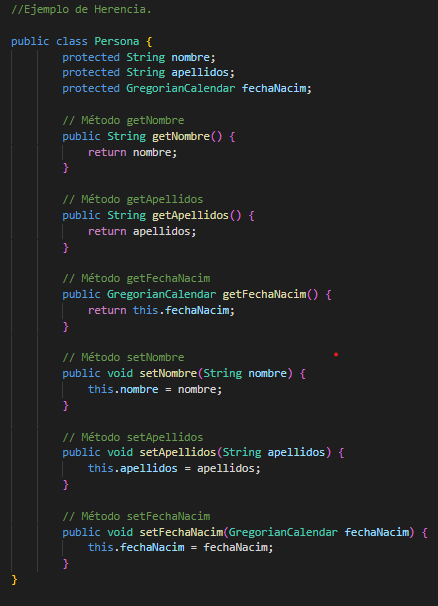 //Ejemplo de Herencia.
public class Persona {
protected String nombre;
protected String apellidos;
protected GregorianCalendar fechaNacim;
// Método getNombre
public String getNombre() {
return nombre;
}
// Método getApellidos
public String getApellidos() {
return apellidos;
}
// Método getFechaNacim
public GregorianCalendar getFechaNacim() {
return this.fechaNacim;
}
// Método setNombre
public void setNombre(String nombre) {
this.nombre = nombre;
}
// Método setApellidos
public void setApellidos(String apellidos) {
this.apellidos = apellidos;
}
// Método setFechaNacim
public void setFechaNacim(GregorianCalendar fechaNacim) {
this.fechaNacim = fechaNacim;
}
}